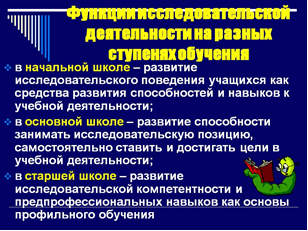 Функции исследовательской
деятельности на разных
ступенях обучения
в начальной школе – развитие
исследовательского поведения учащихся как
средства развития способностей и навыков к
учебной деятельности;
в основной школе – развитие способности
занимать исследовательскую позицию,
самостоятельно ставить и достигать цели в
учебной деятельности;
в старшей школе – развитие
исследовательской компетентности и
предпрофессиональных навыков как основы
профильного обучения